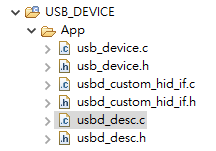 USB_DEVICE
App
usb_device.c
usb_device.h
usbd_custom_hid_if.c
usbd_custom_hid_if.h
usbd_desc.c
usbd_desc.h